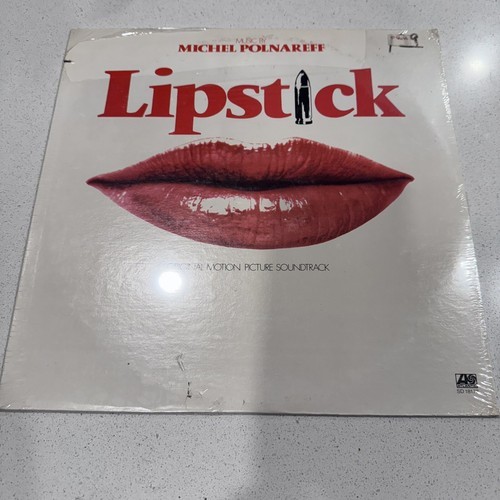 MUSIC BY
MICHEL POLNAREFF
Lipstick
MOTION PICTURE SOUNDTRACK